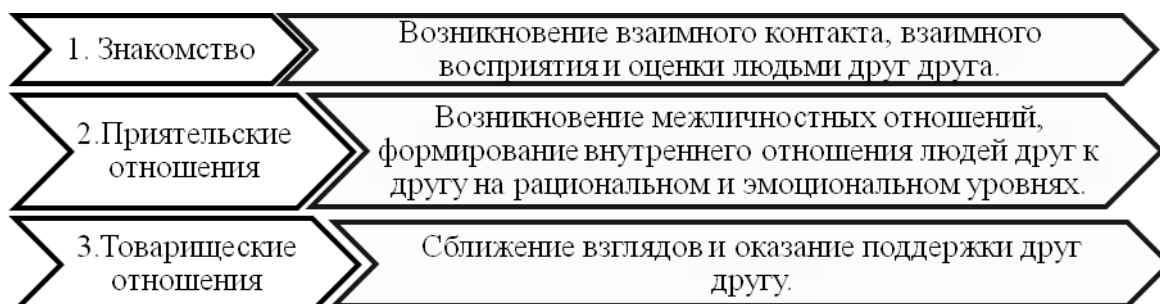 1. Знакомство
Возникновение взаимного контакта, взаимного
восприятия и оценки людьми друг друга.
2.Приятельские
отношения
Возникновение межличностных отношений,
формирование внутреннего отношения людей друг к
другу на рациональном и эмоциональном уровнях.
3.Товарищеские
отношения
Сближение взглядов и оказание поддержки друг
другу.